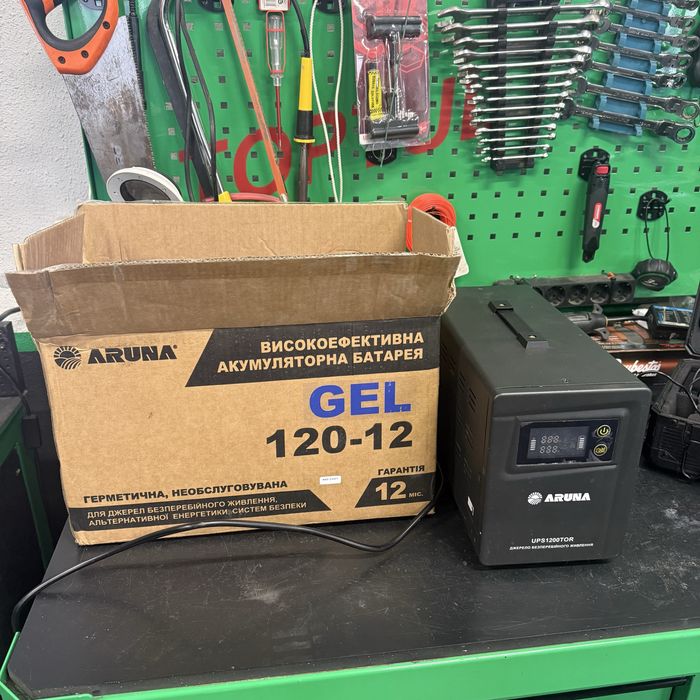 TOPTUL
ARUNA
ВИСОКОЕФЕКТИВНА
АКУМУЛЯТОРНА БАТАРЕЯ
GEL
120-12
ГЕРМЕТИЧНА, НЕОБСЛУГОВУВАНА
ДЛЯ ДЖЕРЕЛ БЕЗПЕРЕБІЙНОГО ЖИВЛЕННЯ,
АЛЬТЕРНАТИВНОЇ ЕНЕРГЕТИКИ, СИСТЕМ БЕЗПЕКИ
ГАРАНТІЯ
12 МІС.
ARUNA
UPS1200TOR
ДЖЕРЕЛО БЕЗПЕРЕБІЙНОГО ЖИВЛЕННЯ